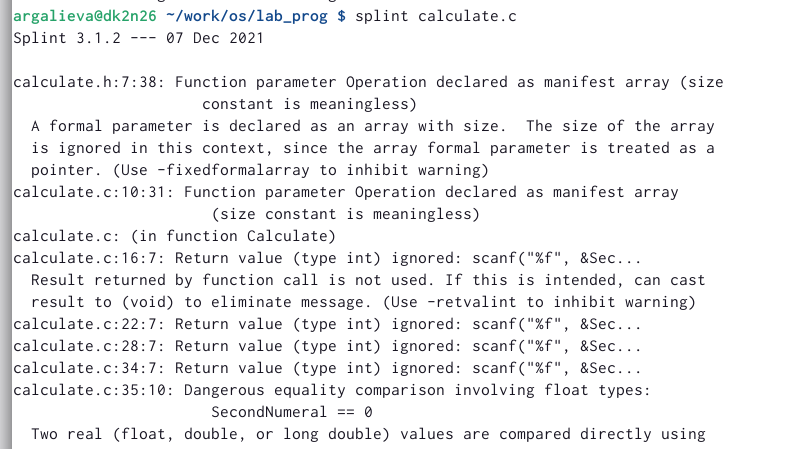 argalieva@dk2n26 ~/work/os/lab_prog $ splint calculate.c
Splint 3.1.2 --- 07 Dec 2021
calculate.h:7:38: Function parameter Operation declared as manifest array (size
constant is meaningless)
A formal parameter is declared as an array with size.  The size of the array
is ignored in this context, since the array formal parameter is treated as a
pointer. (Use -fixedformalarray to inhibit warning)
calculate.c:10:31: Function parameter Operation declared as manifest array
(size constant is meaningless)
calculate.c: (in function Calculate)
calculate.c:16:7: Return value (type int) ignored: scanf("%f", &Sec...
Result returned by function call is not used. If this is intended, can cast
result to (void) to eliminate message. (Use -retvalint to inhibit warning)
calculate.c:22:7: Return value (type int) ignored: scanf("%f", &Sec...
calculate.c:28:7: Return value (type int) ignored: scanf("%f", &Sec...
calculate.c:34:7: Return value (type int) ignored: scanf("%f", &Sec...
calculate.c:35:10: Dangerous equality comparison involving float types:
SecondNumeral == 0
Two real (float, double, or long double) values are compared directly using